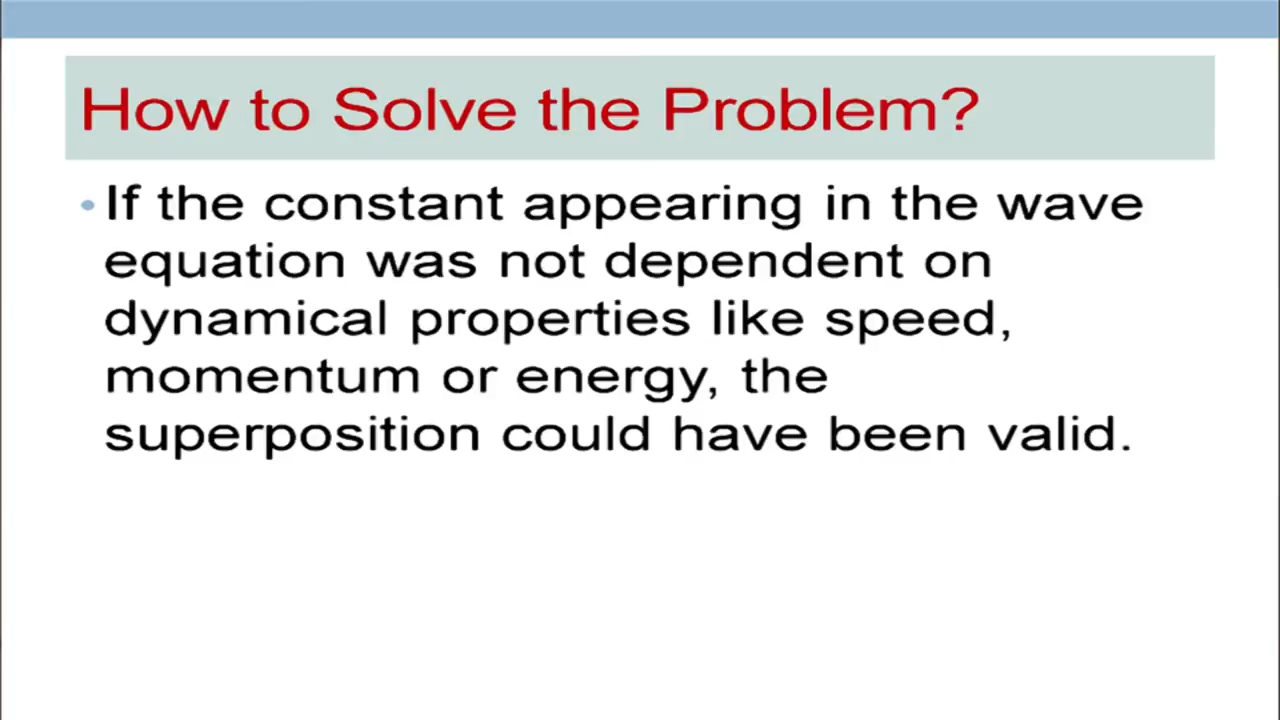 How to Solve the Problem?
• If the constant appearing in the wave
equation was not dependent on
dynamical properties like speed,
momentum or energy, the
superposition could have been valid.